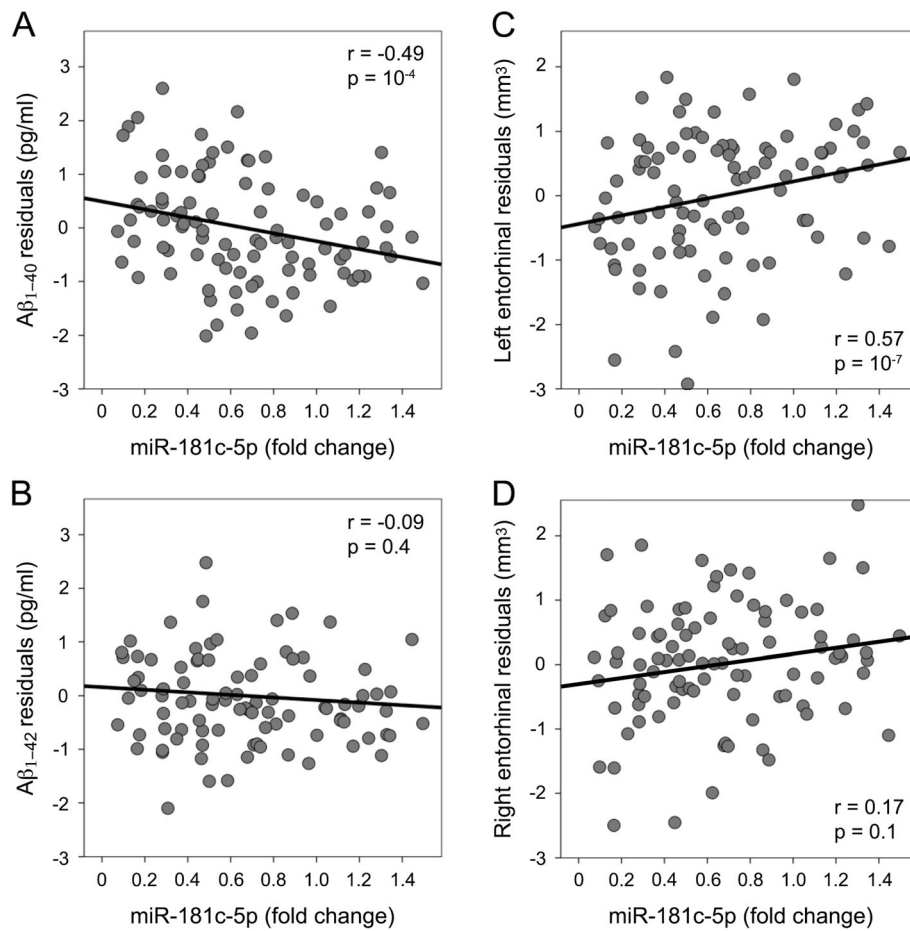 A
r = -0.49
p = 10⁻⁴
3
2
1
0
-1
-2
-3
Aβ₁₋₄₀ residuals (pg/ml)
0 0.2 0.4 0.6 0.8 1.0 1.2 1.4
miR-181c-5p (fold change)
C
2
1
0
-1
-2
-3
Left entorhinal residuals (mm³)
r = 0.57
p = 10⁻⁷
0 0.2 0.4 0.6 0.8 1.0 1.2 1.4
miR-181c-5p (fold change)
B
r = -0.09
p = 0.4
3
2
1
0
-1
-2
-3
Aβ₁₋₄₂ residuals (pg/ml)
0 0.2 0.4 0.6 0.8 1.0 1.2 1.4
miR-181c-5p (fold change)
D
2
1
0
-1
-2
-3
Right entorhinal residuals (mm³)
r = 0.17
p = 0.1
0 0.2 0.4 0.6 0.8 1.0 1.2 1.4
miR-181c-5p (fold change)